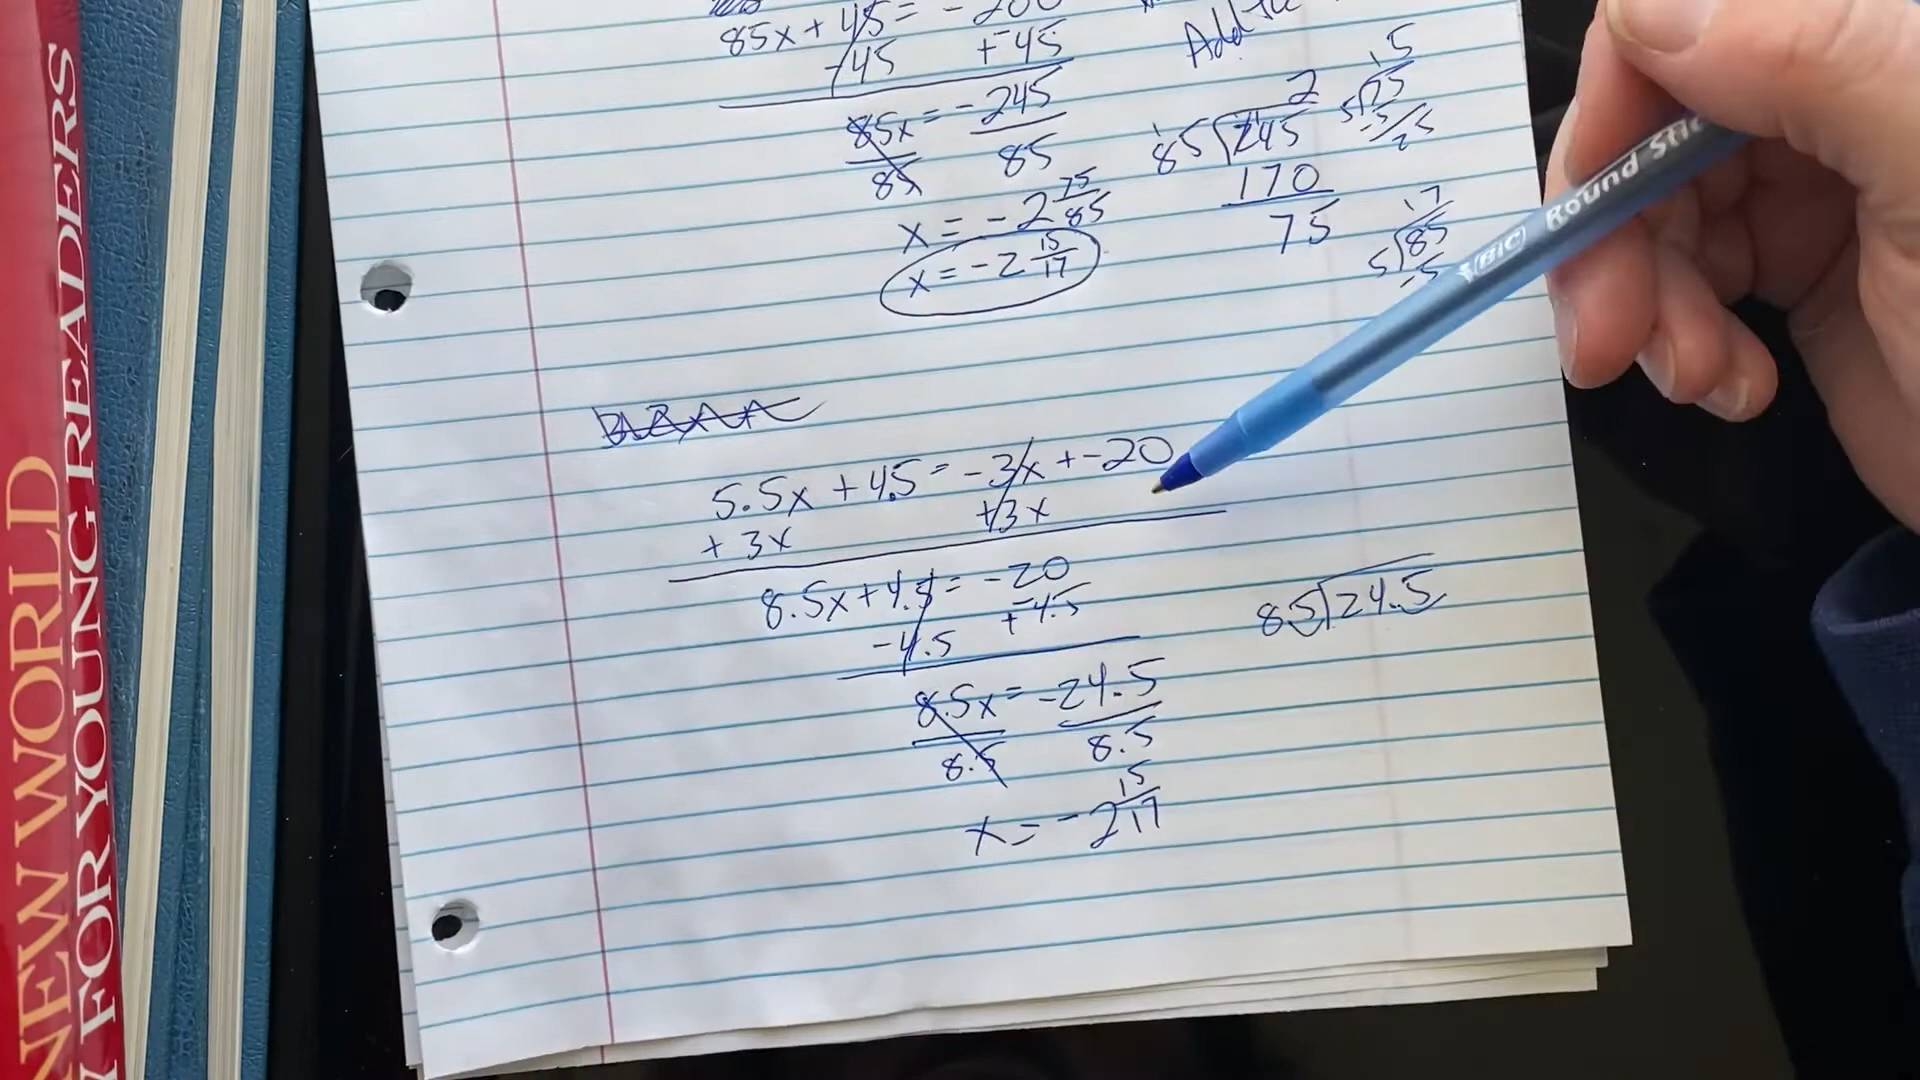 85x + 45 = -200
-45 + -45
85x = -245
85 85
x = -2 75/85
x = -2 15/17
Add
2
85 245
170
75
15
5 75
-5
25
17
5 85
-5
5.5x + 4.5 = -3x + -20
+ 3x +3x
8.5x + 4.5 = -20
-4.5 + -4.5
8.5x = -24.5
8.5 8.5
x = -2 15/17
85 24.5
BIC Round Stic
NEW WORLD
FOR YOUNG READERS